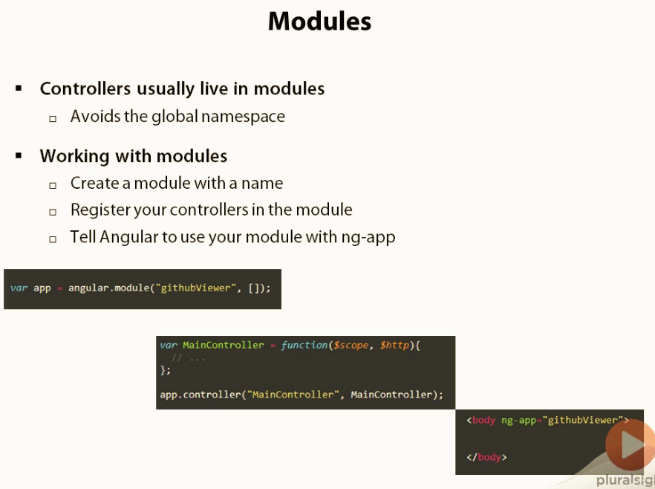 Modules
▪ Controllers usually live in modules
▫ Avoids the global namespace
▪ Working with modules
▫ Create a module with a name
▫ Register your controllers in the module
▫ Tell Angular to use your module with ng-app
var app = angular.module("githubViewer", []);
var MainController = function($scope, $http){
// ...
};
app.controller("MainController", MainController);
<body ng-app="githubViewer">
</body>
pluralsig